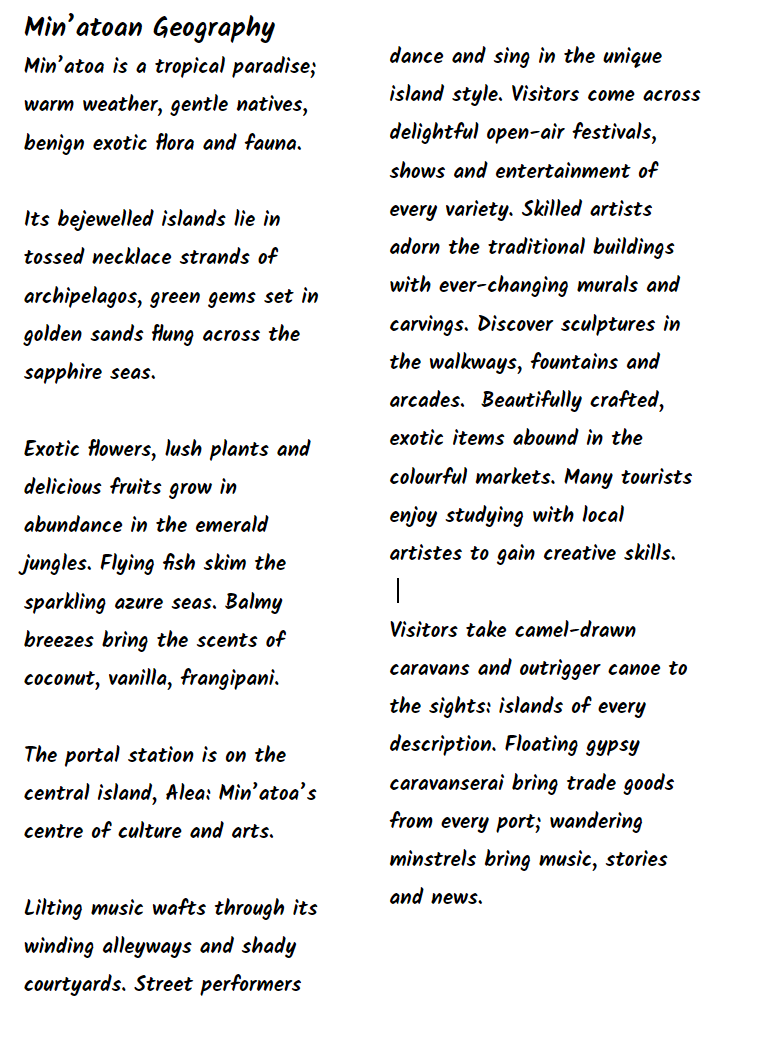 Min’atoan Geography
Min’atoa is a tropical paradise;
warm weather, gentle natives,
benign exotic flora and fauna.

Its bejewelled islands lie in
tossed necklace strands of
archipelagos, green gems set in
golden sands flung across the
sapphire seas.

Exotic flowers, lush plants and
delicious fruits grow in
abundance in the emerald
jungles. Flying fish skim the
sparkling azure seas. Balmy
breezes bring the scents of
coconut, vanilla, frangipani.

The portal station is on the
central island, Alea: Min’atoa’s
centre of culture and arts.

Lilting music wafts through its
winding alleyways and shady
courtyards. Street performers
dance and sing in the unique
island style. Visitors come across
delightful open-air festivals,
shows and entertainment of
every variety. Skilled artists
adorn the traditional buildings
with ever-changing murals and
carvings. Discover sculptures in
the walkways, fountains and
arcades.  Beautifully crafted,
exotic items abound in the
colourful markets. Many tourists
enjoy studying with local
artistes to gain creative skills.

Visitors take camel-drawn
caravans and outrigger canoe to
the sights: islands of every
description. Floating gypsy
caravanserai bring trade goods
from every port; wandering
minstrels bring music, stories
and news.